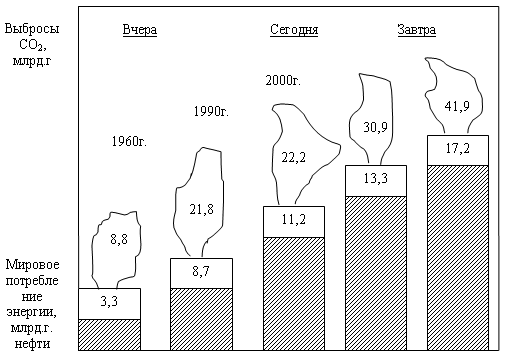 Выбросы
CO2,
млрд.г
Вчера
Сегодня
Завтра
1960г.
1990г.
2000г.
8,8
21,8
22,2
30,9
41,9
3,3
8,7
11,2
13,3
17,2
Мировое
потребле
ние
энергии,
млрд.г.
нефти